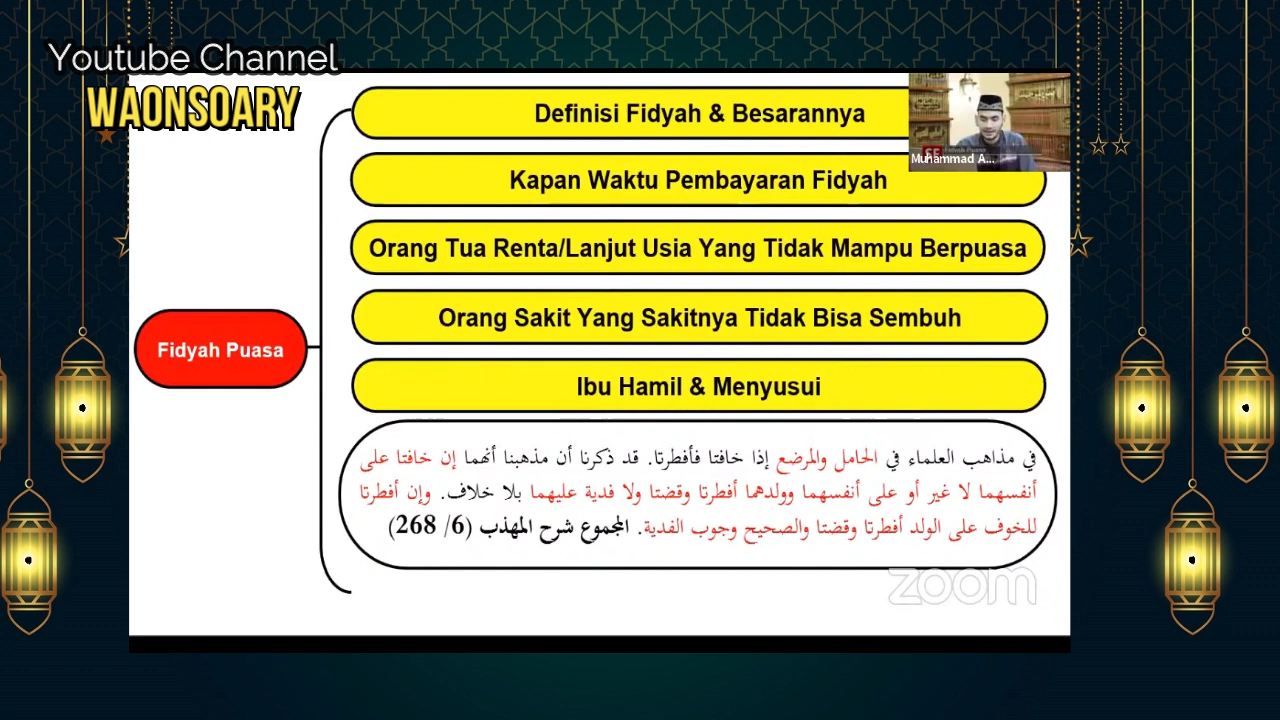 Youtube Channel
WAONSOARY
Definisi Fidyah & Besarannya
Muhammad A...
Kapan Waktu Pembayaran Fidyah
Orang Tua Renta/Lanjut Usia Yang Tidak Mampu Berpuasa
Orang Sakit Yang Sakitnya Tidak Bisa Sembuh
Fidyah Puasa
Ibu Hamil & Menyusui
في مذاهب العلماء في الحامل والمرضع إذا خافتا فأفطرتا. قد ذكرنا أن مذهبنا أنهما إن خافتا على
أنفسهما لا غير أو على أنفسهما وولدهما أفطرتا وقضتا ولا فدية عليهما بلا خلاف. وإن أفطرتا
للخوف على الولد أفطرتا وقضتا والصحيح وجوب الفدية. المجموع شرح المهذب (6/ 268)
zoom